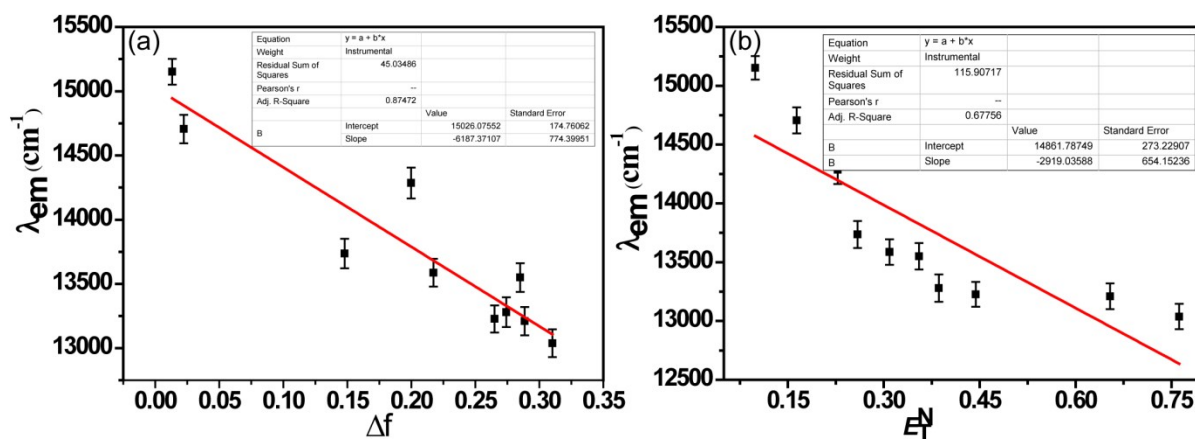 (a)
15500
15000
14500
14000
13500
13000
λem(cm-1)
0.00 0.05 0.10 0.15 0.20 0.25 0.30 0.35
Δf
Equation y = a + b*x
Weight Instrumental
Residual Sum of Squares 45.03486
Pearson's r --
Adj. R-Square 0.87472
Value Standard Error
B Intercept 15026.07552 174.76062
Slope -6187.37107 774.39951
(b)
15500
15000
14500
14000
13500
13000
12500
λem(cm-1)
0.15 0.30 0.45 0.60 0.75
ETN
Equation y = a + b*x
Weight Instrumental
Residual Sum of Squares 115.90717
Pearson's r --
Adj. R-Square 0.67756
Value Standard Error
B Intercept 14861.78749 273.22907
B Slope -2919.03588 654.15236